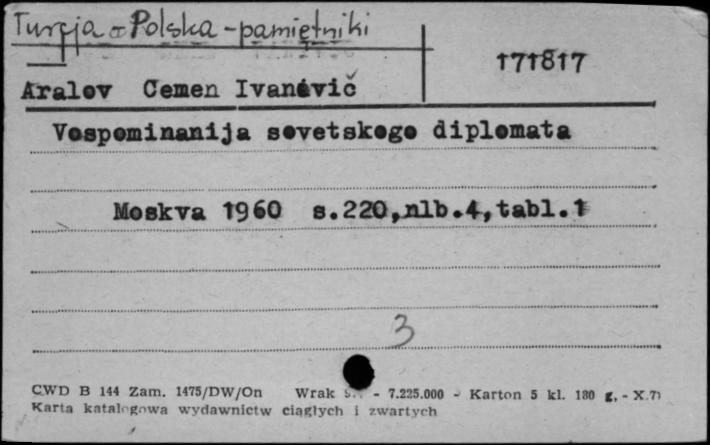 Turcja a Polska - pamiętniki
171817
Aralov Cemen Ivanovič
Vospominanija sovetskogo diplomata
Moskva 1960 s.220,nlb.4,tabl.1
3
CWD B 144 Zam. 1475/DW/On Wrak - 7.225.000 - Karton 5 kl. 180 g, - X.71
Karta katalogowa wydawnictw ciągłych i zwartych